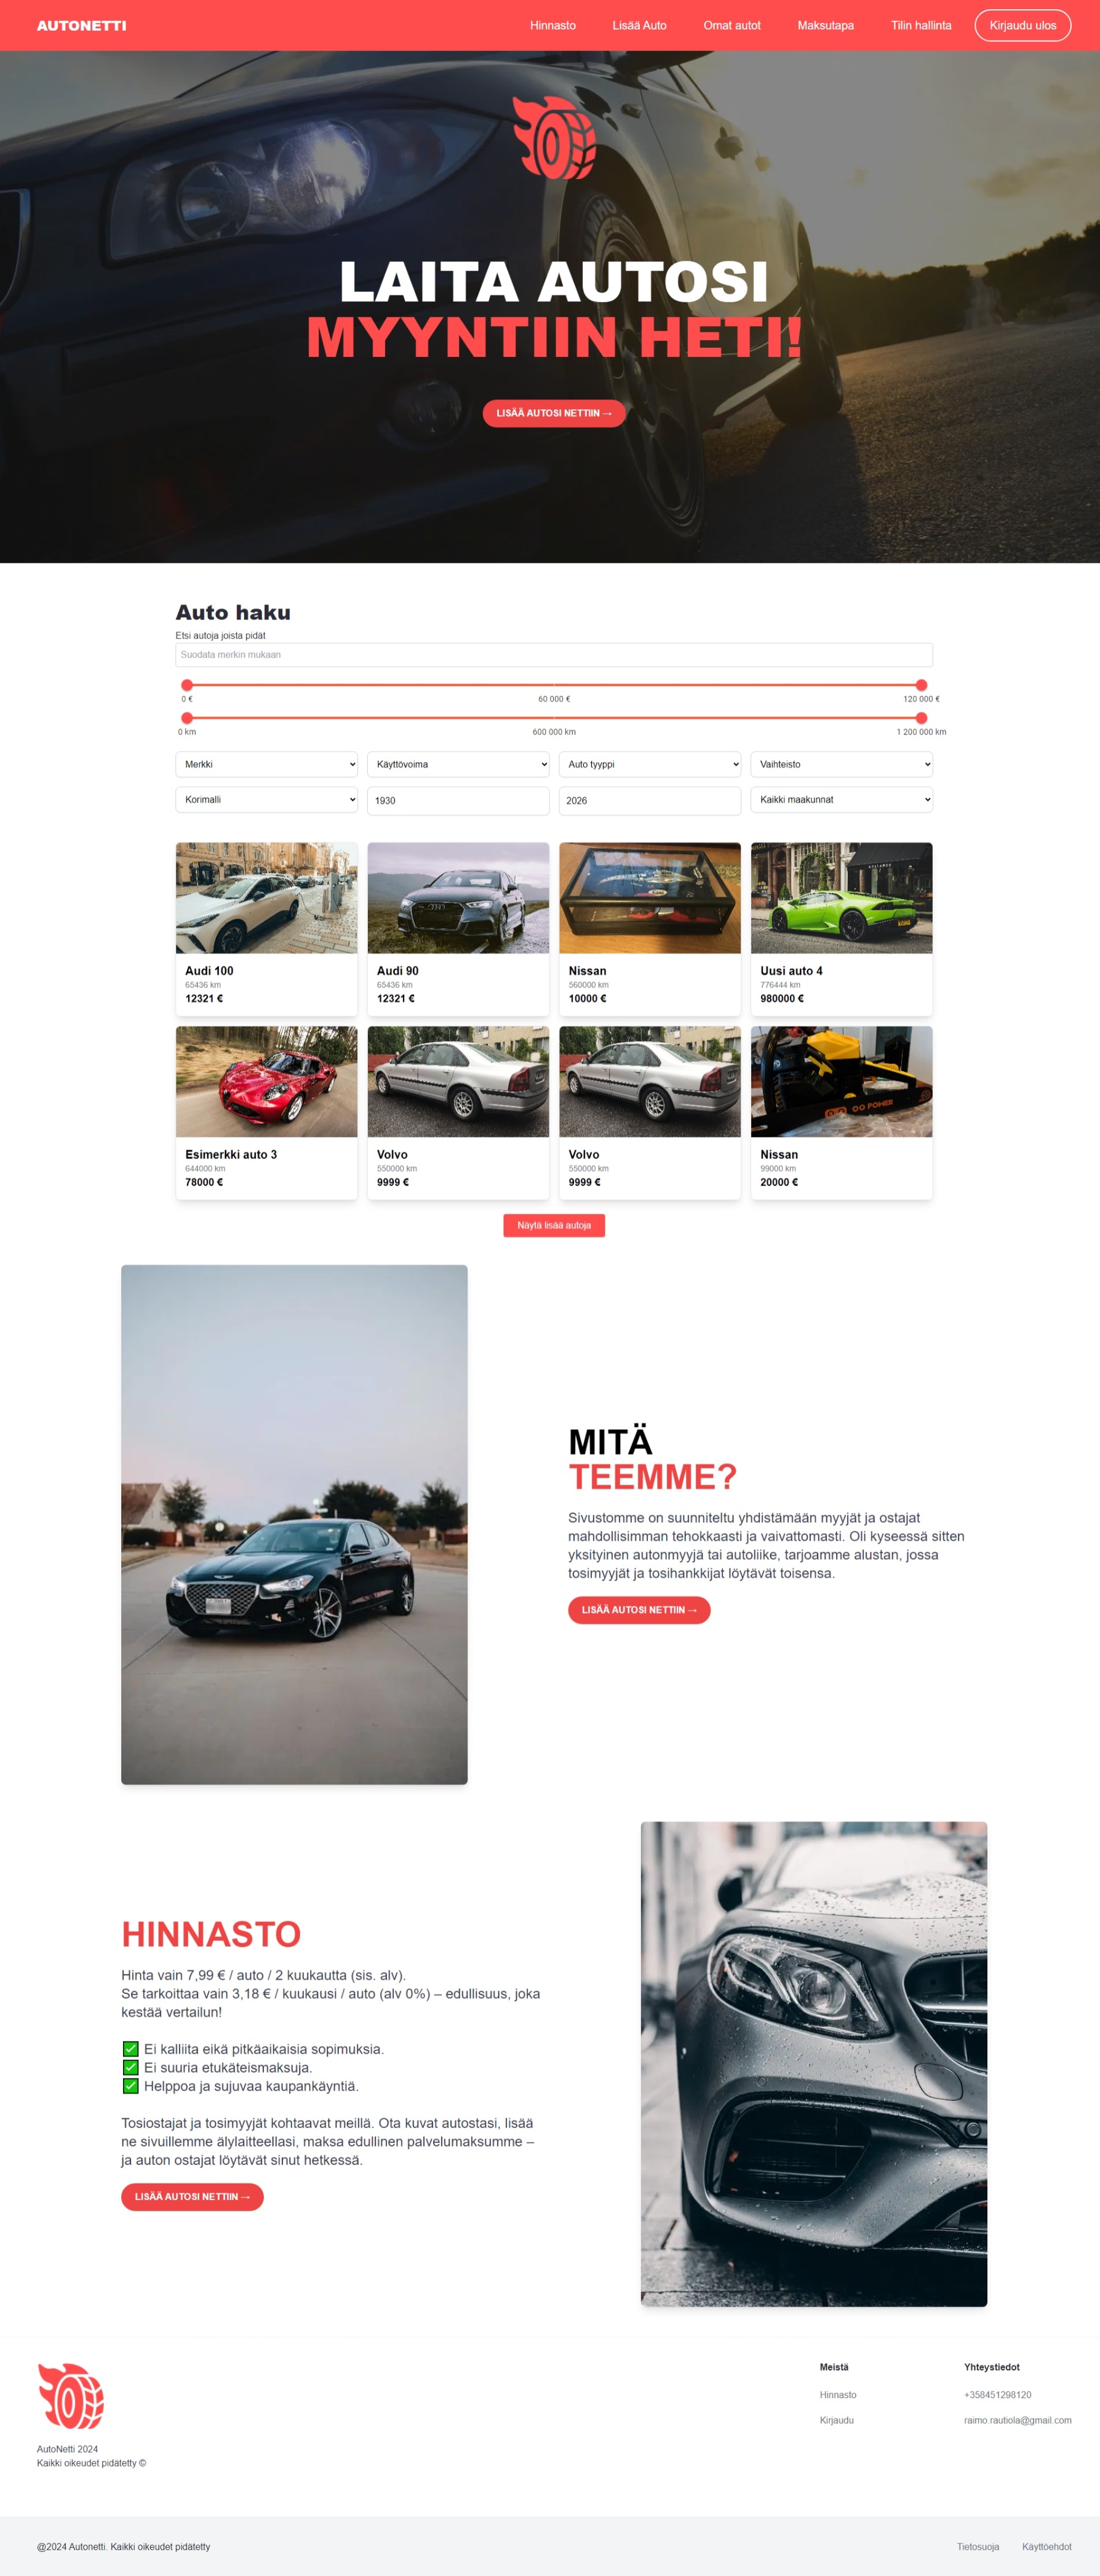 AUTONETTI
Hinnasto
Lisää Auto
Omat autot
Maksutapa
Tilin hallinta
Kirjaudu ulos
LAITA AUTOSI
MYYNTIIN HETI!
LISÄÄ AUTOSI NETTIIN →
Auto haku
Etsi autoja joista pidät
Suodata merkin mukaan
0 € 60 000 € 120 000 €
0 km 600 000 km 1 200 000 km
Merkki Käyttövoima Auto tyyppi Vaihteisto
Korimalli 1930 2026 Kaikki maakunnat
Audi 100
65436 km
12321 €
Audi 90
65436 km
12321 €
Nissan
560000 km
10000 €
Uusi auto 4
776444 km
980000 €
Esimerkki auto 3
644000 km
78000 €
Volvo
550000 km
9999 €
Volvo
550000 km
9999 €
OO POWER
Nissan
99000 km
20000 €
Näytä lisää autoja
MITÄ
TEEMME?
Sivustomme on suunniteltu yhdistämään myyjät ja ostajat
mahdollisimman tehokkaasti ja vaivattomasti. Oli kyseessä sitten
yksityinen autonmyyjä tai autoliike, tarjoamme alustan, jossa
tosimyyjät ja tosihankkijat löytävät toisensa.
LISÄÄ AUTOSI NETTIIN →
HINNASTO
Hinta vain 7,99 € / auto / 2 kuukautta (sis. alv).
Se tarkoittaa vain 3,18 € / kuukausi / auto (alv 0%) – edullisuus, joka
kestää vertailun!
✅ Ei kalliita eikä pitkäaikaisia sopimuksia.
✅ Ei suuria etukäteismaksuja.
✅ Helppoa ja sujuvaa kaupankäyntiä.
Tosiostajat ja tosimyyjät kohtaavat meillä. Ota kuvat autostasi, lisää
ne sivuillemme älylaitteellasi, maksa edullinen palvelumaksumme –
ja auton ostajat löytävät sinut hetkessä.
LISÄÄ AUTOSI NETTIIN →
AutoNetti 2024
Kaikki oikeudet pidätetty ©
Meistä
Hinnasto
Kirjaudu
Yhteystiedot
+358451298120
raimo.rautiola@gmail.com
@2024 Autonetti. Kaikki oikeudet pidätetty
Tietosuoja
Käyttöehdot